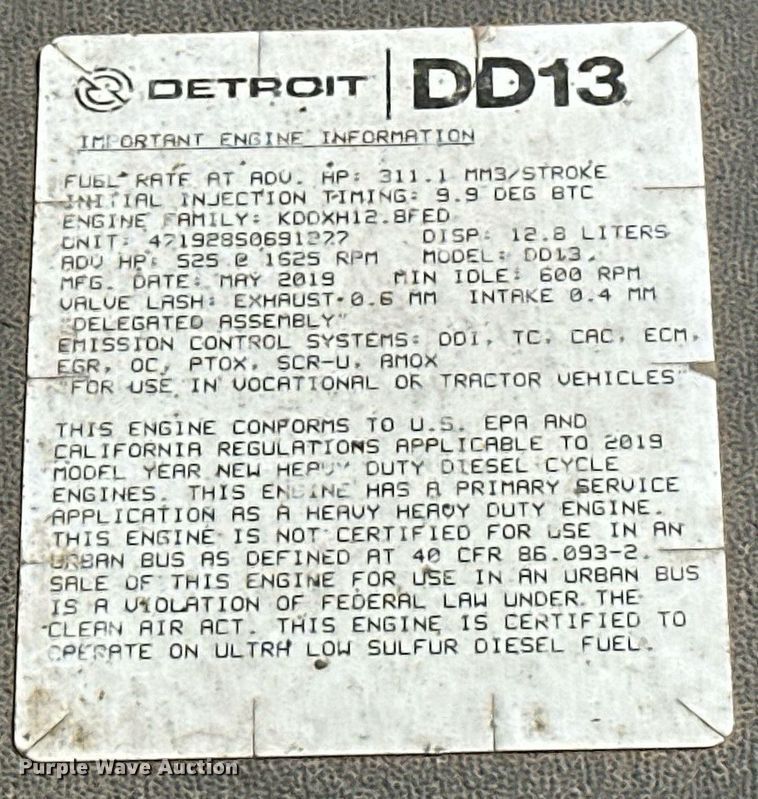 DETROIT DD13
IMPORTANT ENGINE INFORMATION
FUEL RATE AT ADV. HP: 311.1 MM3/STROKE
INITIAL INJECTION TIMING: 9.9 DEG BTC
ENGINE FAMILY: KDDXH12.8FED
UNIT: 471928S0691277 DISP: 12.8 LITERS
ADV HP: 525 @ 1625 RPM MODEL: DD13
MFG. DATE: MAY 2019 MIN IDLE: 600 RPM
VALVE LASH: EXHAUST 0.6 MM INTAKE 0.4 MM
"DELEGATED ASSEMBLY"
EMISSION CONTROL SYSTEMS: DDI, TC, CAC, ECM,
EGR, OC, PTOX, SCR-U, AMOX
"FOR USE IN VOCATIONAL OR TRACTOR VEHICLES"
THIS ENGINE CONFORMS TO U.S. EPA AND
CALIFORNIA REGULATIONS APPLICABLE TO 2019
MODEL YEAR NEW HEAVY DUTY DIESEL CYCLE
ENGINES. THIS ENGINE HAS A PRIMARY SERVICE
APPLICATION AS A HEAVY HEAVY DUTY ENGINE.
THIS ENGINE IS NOT CERTIFIED FOR USE IN AN
URBAN BUS AS DEFINED AT 40 CFR 86.093-2.
SALE OF THIS ENGINE FOR USE IN AN URBAN BUS
IS A VIOLATION OF FEDERAL LAW UNDER THE
CLEAN AIR ACT. THIS ENGINE IS CERTIFIED TO
OPERATE ON ULTRA LOW SULFUR DIESEL FUEL.
Purple Wave Auction